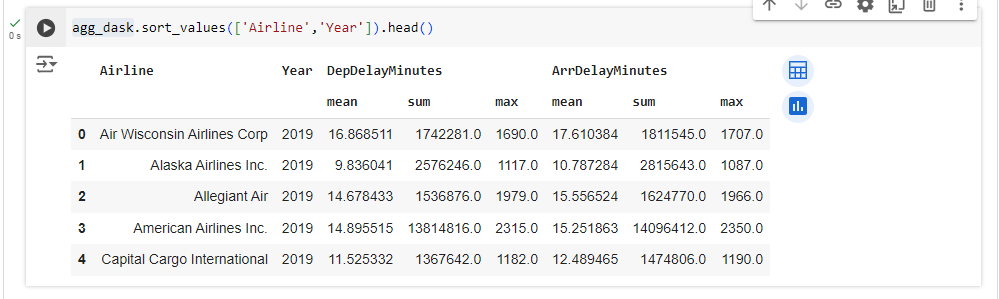 agg_dask.sort_values(['Airline','Year']).head()
0 s
Airline Year DepDelayMinutes ArrDelayMinutes
mean sum max mean sum max
0 Air Wisconsin Airlines Corp 2019 16.868511 1742281.0 1690.0 17.610384 1811545.0 1707.0
1 Alaska Airlines Inc. 2019 9.836041 2576246.0 1117.0 10.787284 2815643.0 1087.0
2 Allegiant Air 2019 14.678433 1536876.0 1979.0 15.556524 1624770.0 1966.0
3 American Airlines Inc. 2019 14.895515 13814816.0 2315.0 15.251863 14096412.0 2350.0
4 Capital Cargo International 2019 11.525332 1367642.0 1182.0 12.489465 1474806.0 1190.0